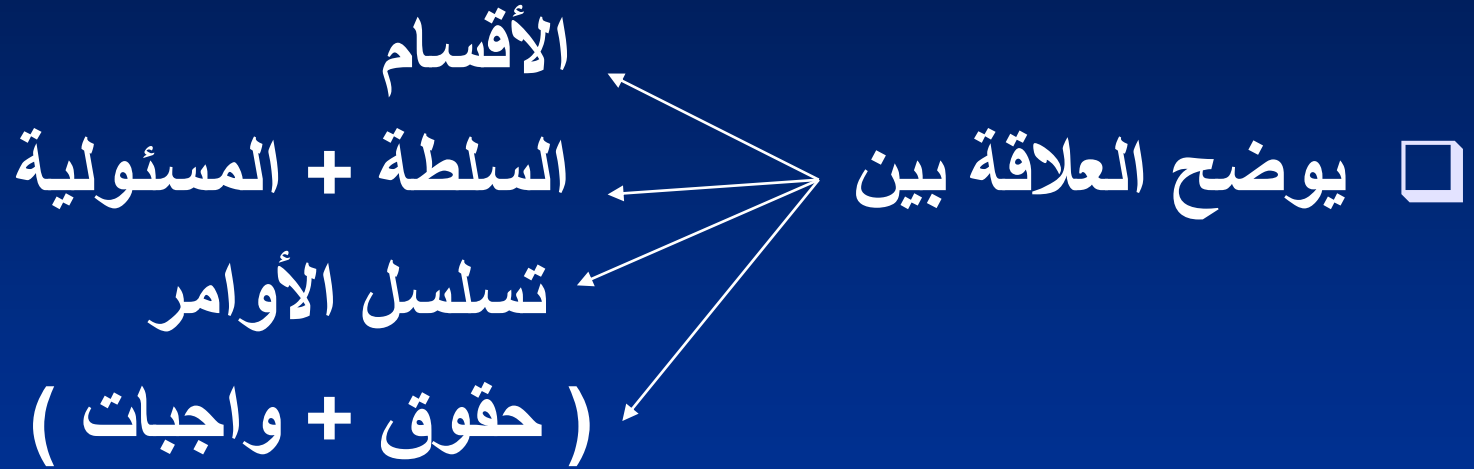 الأقسام
❑ يوضح العلاقة بين السلطة + المسئولية
تسلسل الأوامر
( حقوق + واجبات )